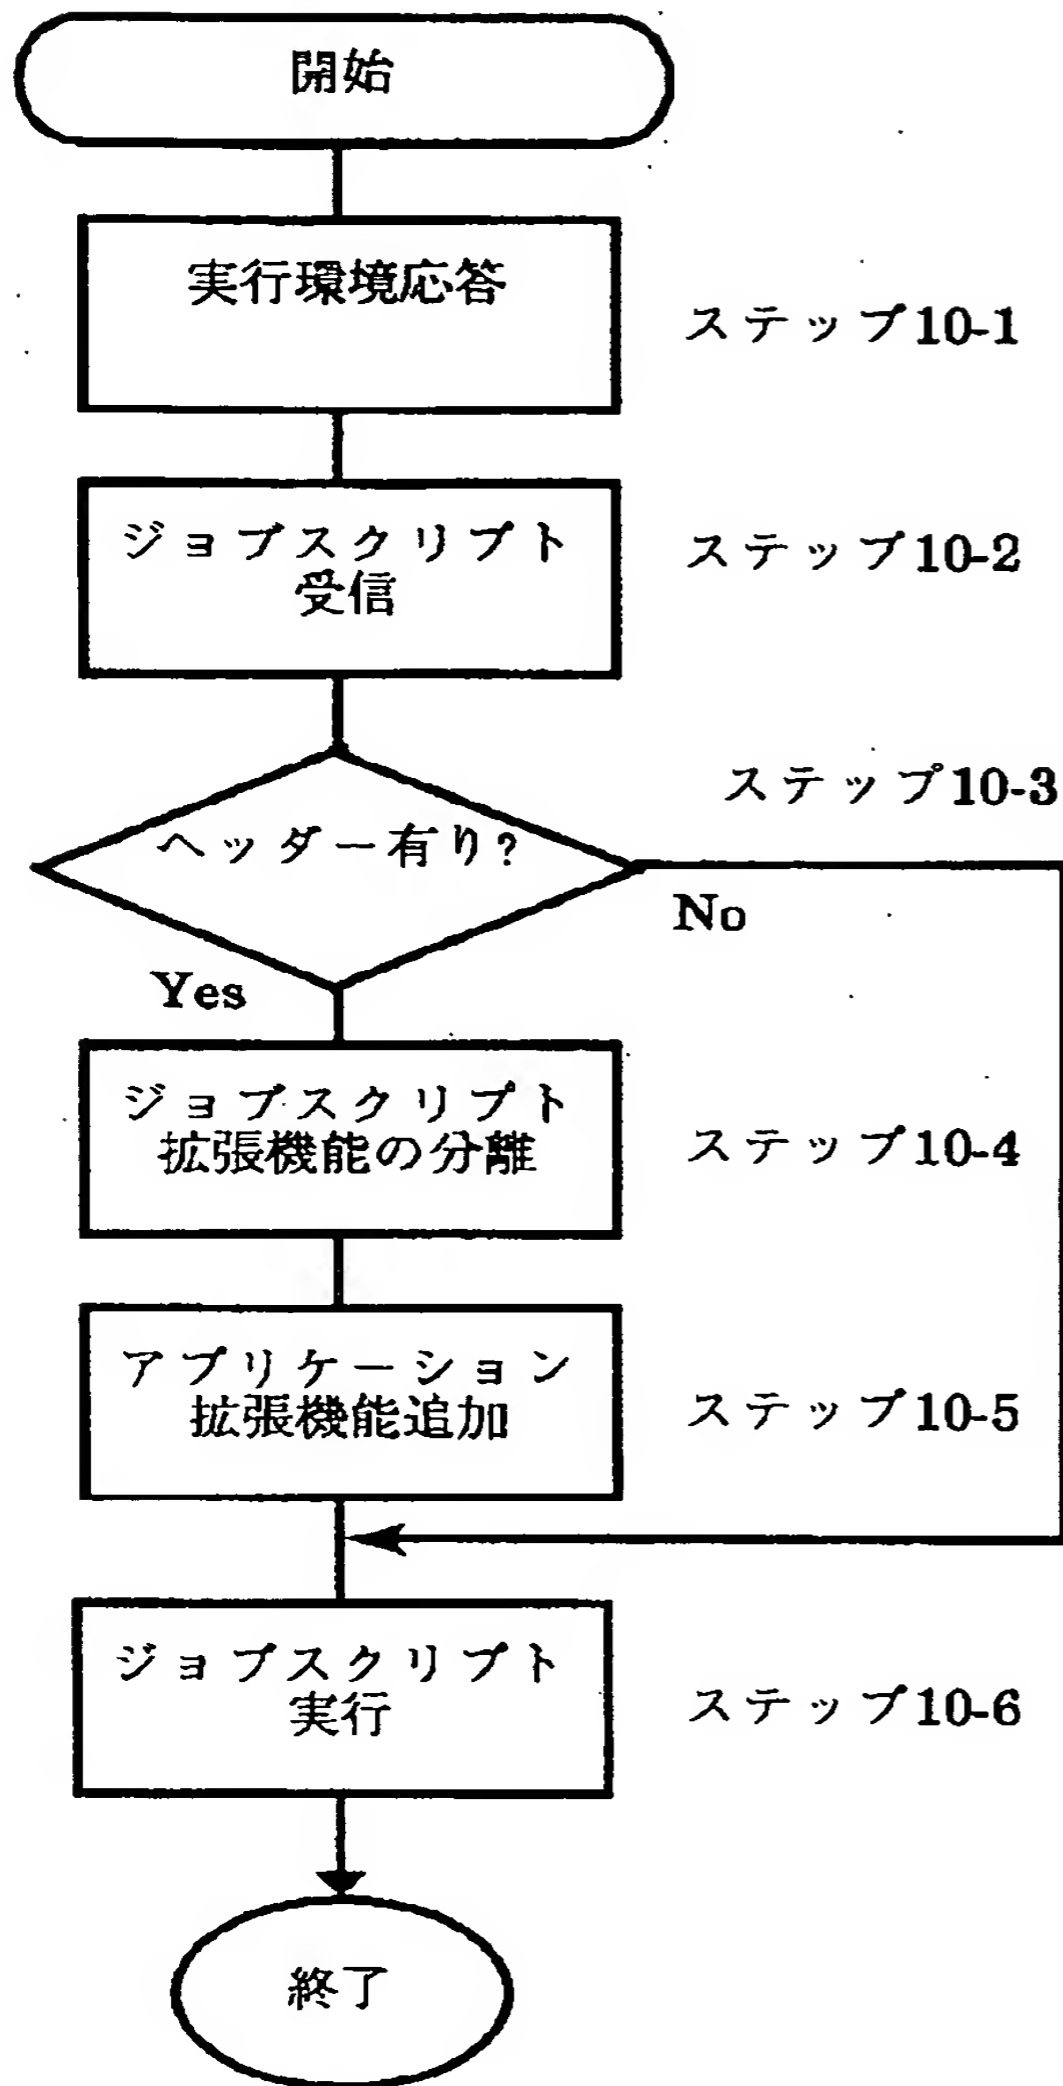 開始
実行環境応答
ステップ10-1
ジョブスクリプト
受信
ステップ10-2
ステップ10-3
ヘッダー有り?
No
Yes
ジョブスクリプト
拡張機能の分離
ステップ10-4
アプリケーション
拡張機能追加
ステップ10-5
ジョブスクリプト
実行
ステップ10-6
終了